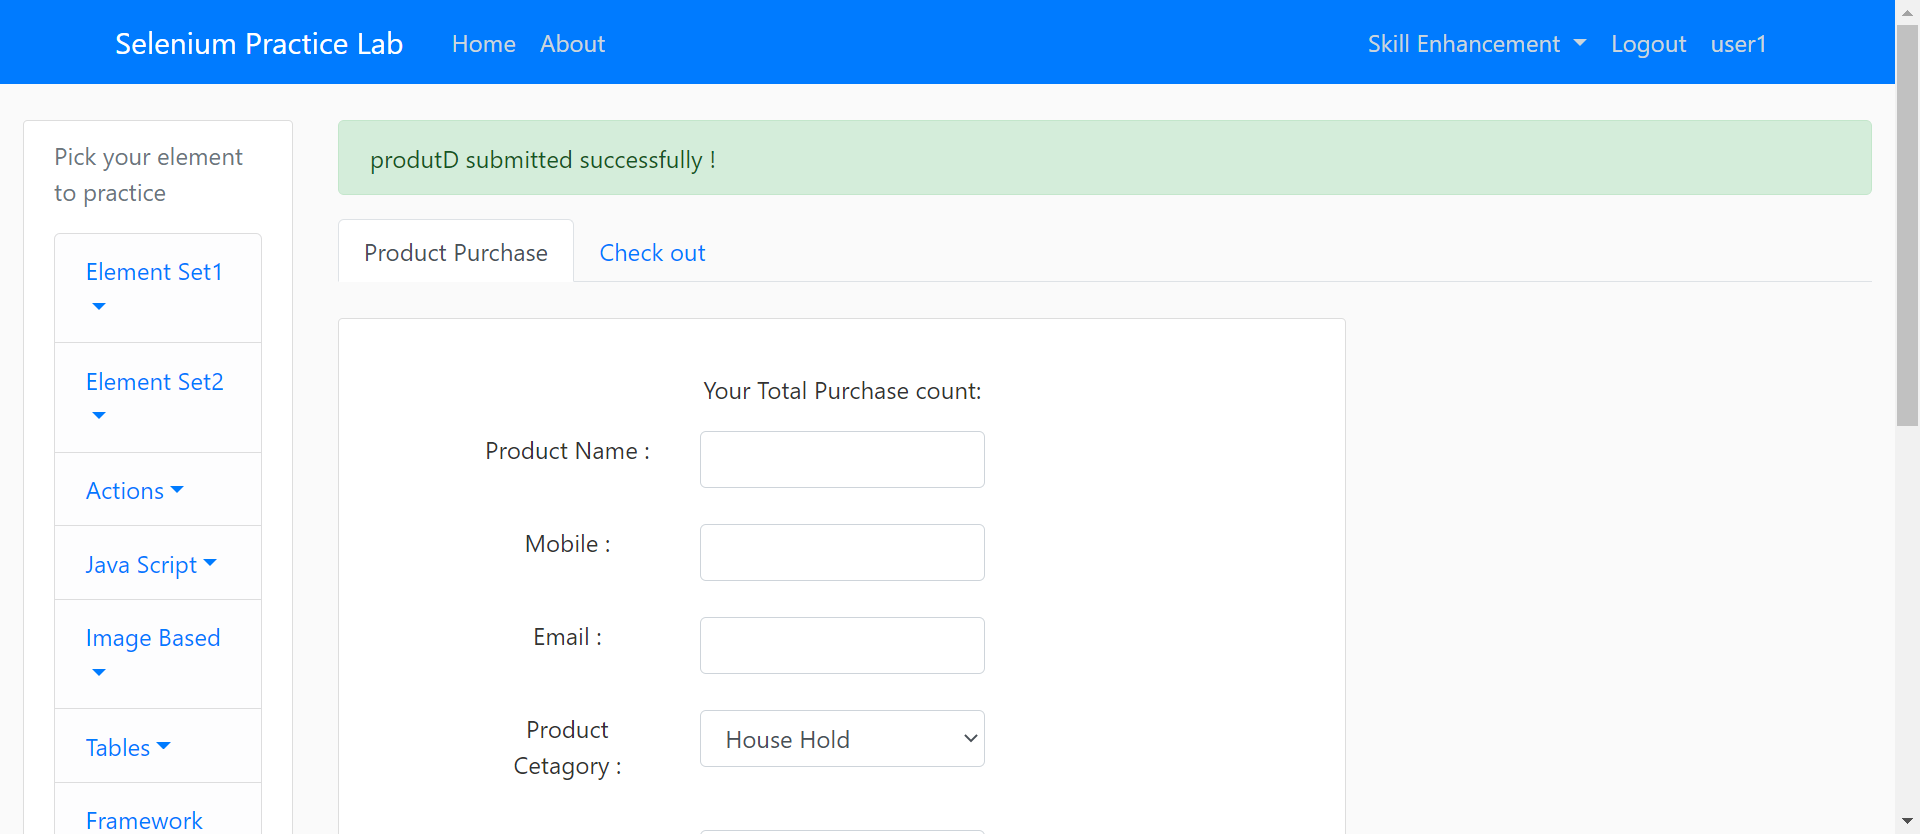 Selenium Practice Lab Home About Skill Enhancement Logout user1
Pick your element
to practice
Element Set1
Element Set2
Actions
Java Script
Image Based
Tables
Framework
produtD submitted successfully !
Product Purchase Check out
Your Total Purchase count:
Product Name :
Mobile :
Email :
Product
Cetagory :
House Hold